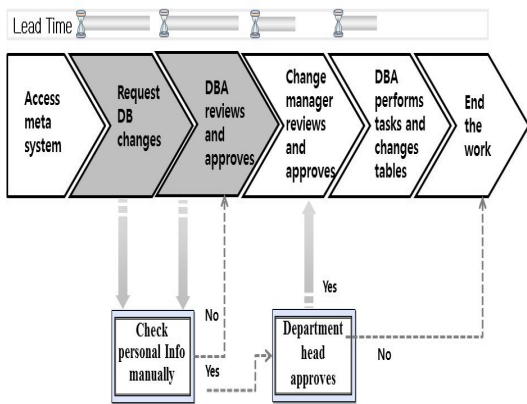 Lead Time
Access
meta
system
Request
DB
changes
DBA
reviews
and
approves
Change
manager
reviews
and
approves
DBA
performs
tasks and
changes
tables
End
the
work
Yes
No
Check
personal Info
manually
Yes
Department
head
approves
No